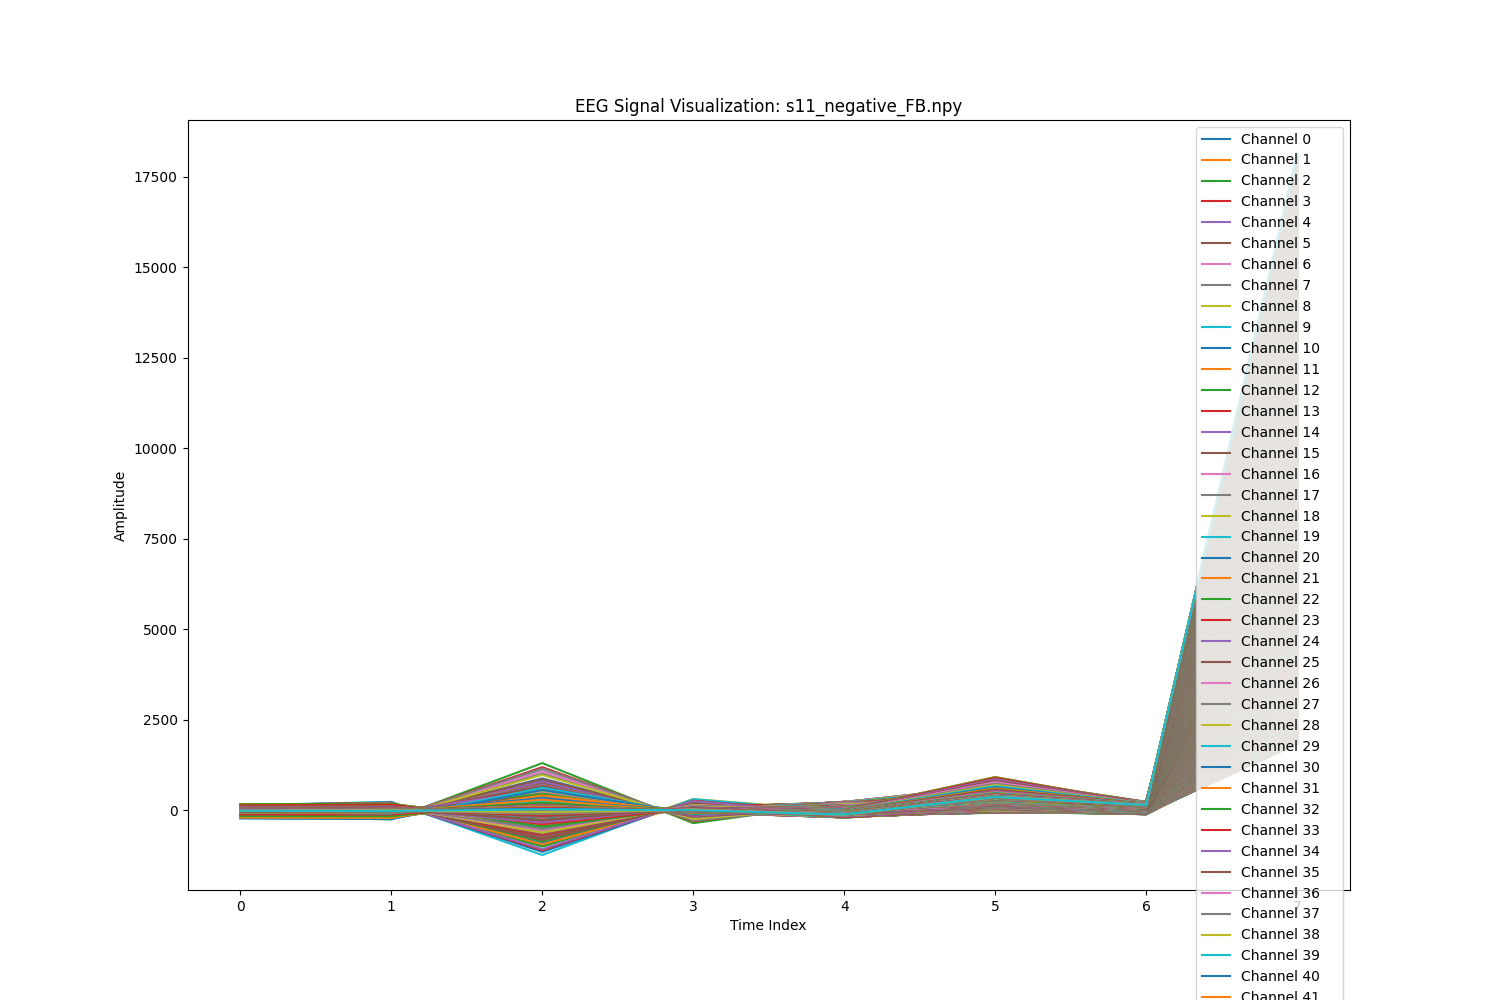 EEG Signal Visualization: s11_negative_FB.npy
Channel 0
Channel 1
17500
Channel 2
Channel 3
Channel 4
Channel 5
15000
Channel 6
Channel 7
Channel 8
Channel 9
12500
Channel 10
Channel 11
Channel 12
Channel 13
10000
Channel 14
Channel 15
Channel 16
Channel 17
Amplitude
Channel 18
7500
Channel 19
Channel 20
Channel 21
Channel 22
5000
Channel 23
Channel 24
Channel 25
Channel 26
Channel 27
2500
Channel 28
Channel 29
Channel 30
Channel 31
0
Channel 32
Channel 33
Channel 34
Channel 35
Channel 36
0 1 2 3 4 5 6 7
Channel 37
Time Index
Channel 38
Channel 39
Channel 40
Channel 41